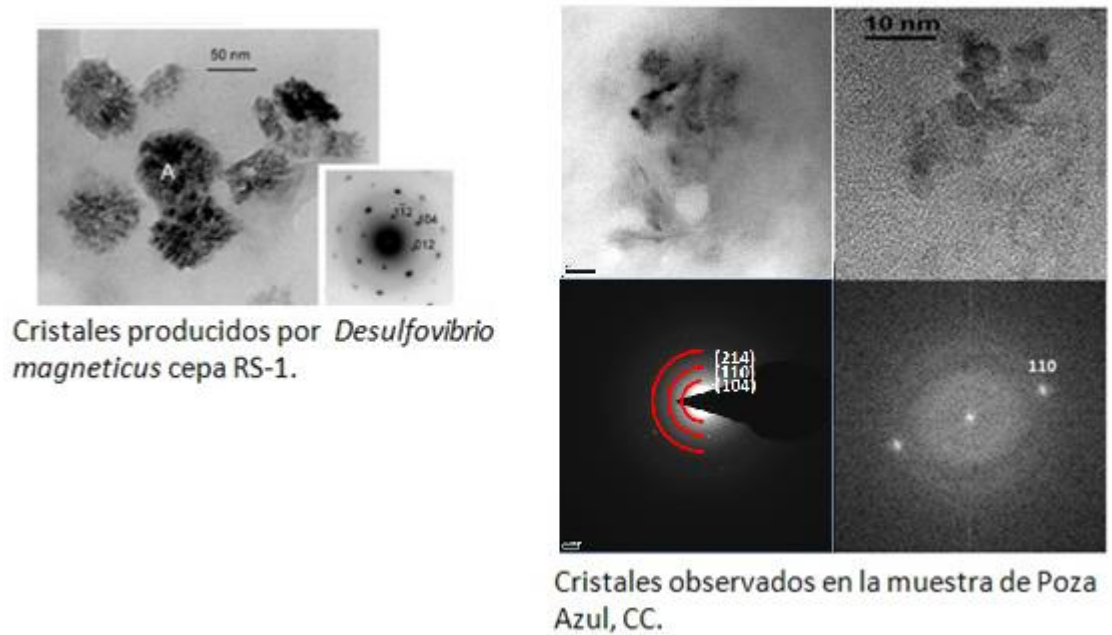 50 nm
A
112
104
012
Cristales producidos por Desulfovibrio
magneticus cepa RS-1.
10 nm
(214)
(110)
(104)
110
Cristales observados en la muestra de Poza
Azul, CC.